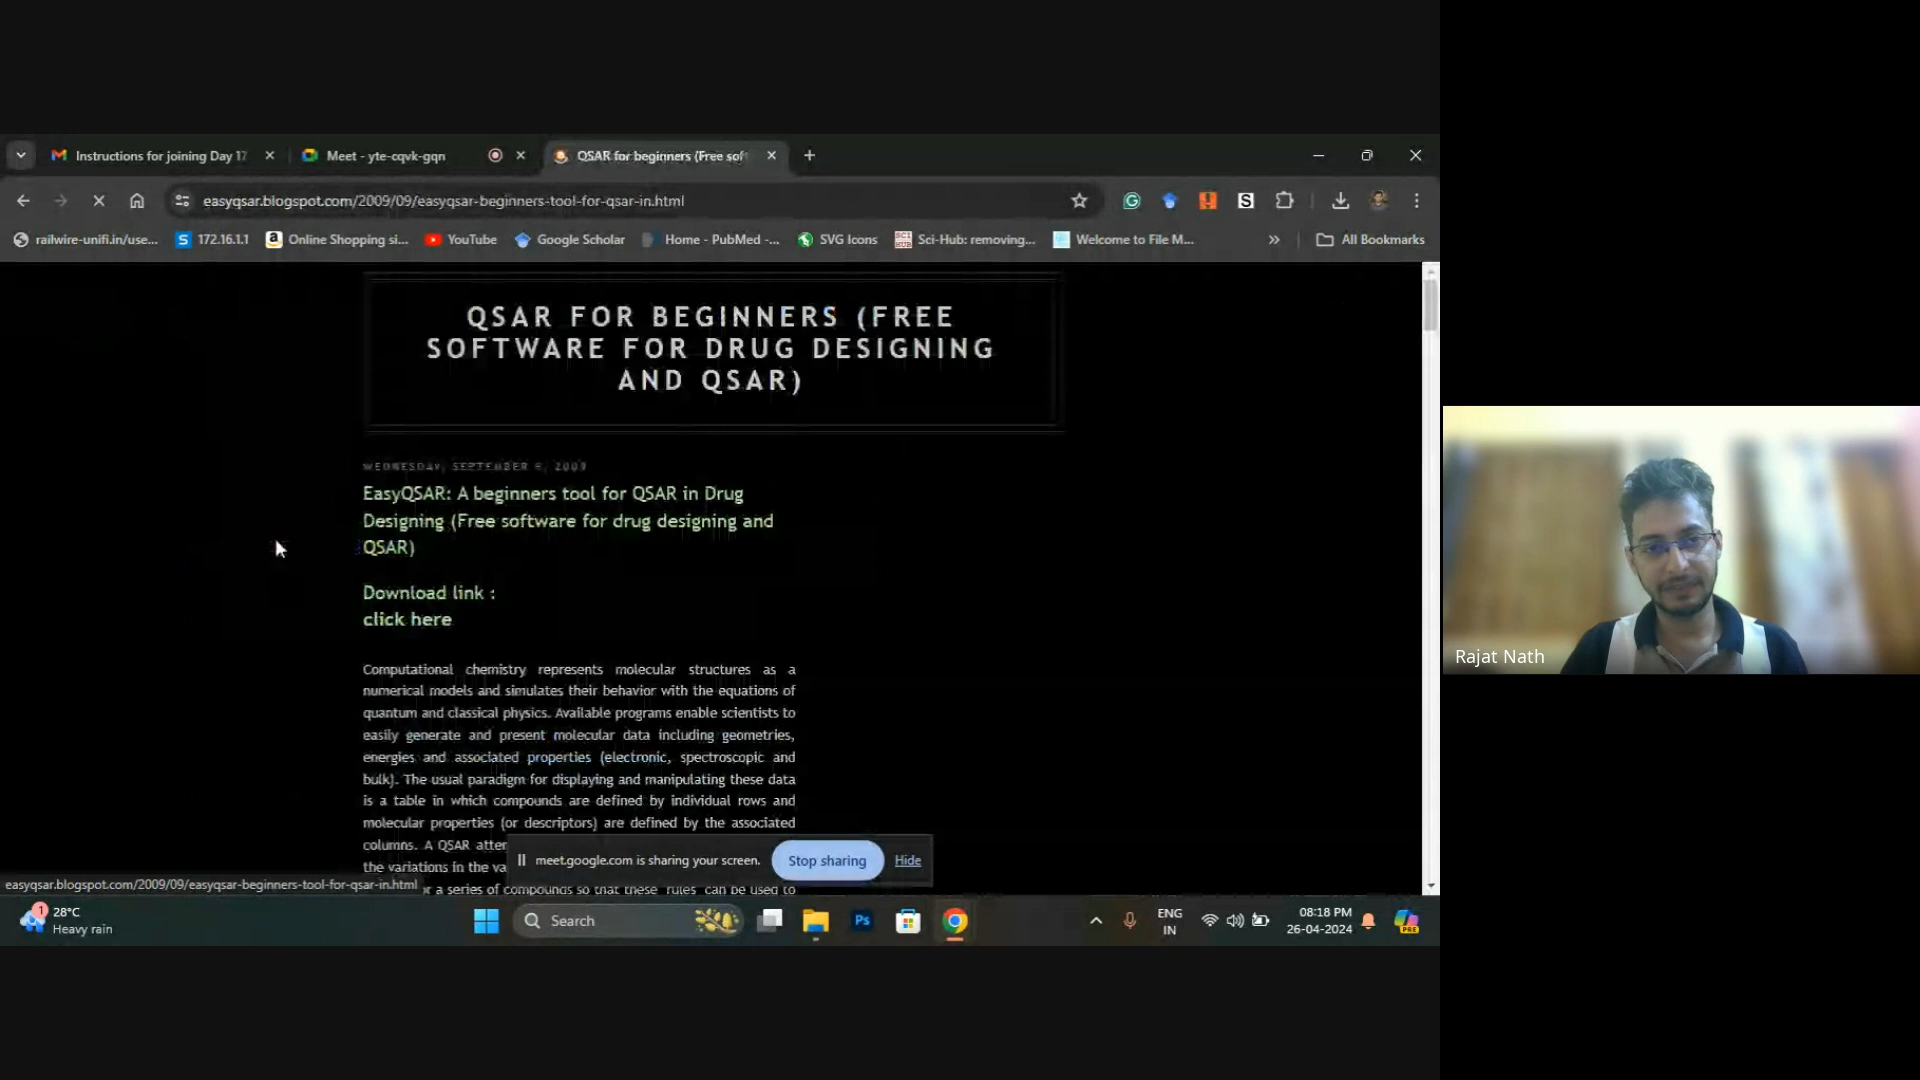 Instructions for joining Day 17
Meet - yte-cqvk-gqn
QSAR for beginners (Free sof
easyqsar.blogspot.com/2009/09/easyqsar-beginners-tool-for-qsar-in.html
railwire-unifi.in/use...
172.16.1.1
Online Shopping si...
YouTube
Google Scholar
Home - PubMed -...
SVG Icons
Sci-Hub: removing...
Welcome to File M...
All Bookmarks
QSAR FOR BEGINNERS (FREE
SOFTWARE FOR DRUG DESIGNING
AND QSAR)
EasyQSAR: A beginners tool for QSAR in Drug
Designing (Free software for drug designing and
QSAR)
Download link :
click here
Computational chemistry represents molecular structures as a
numerical models and simulates their behavior with the equations of
quantum and classical physics. Available programs enable scientists to
easily generate and present molecular data including geometries,
energies and associated properties (electronic, spectroscopic and
bulk). The usual paradigm for displaying and manipulating these data
is a table in which compounds are defined by individual rows and
molecular properties (or descriptors) are defined by the associated
columns. A QSAR atte
the variations in the va
r a series of compounds so that these rules can be used to
meet.google.com is sharing your screen.
Stop sharing
Hide
easyqsar.blogspot.com/2009/09/easyqsar-beginners-tool-for-qsar-in.html
1
28°C
Heavy rain
Search
Ps
ENG
IN
08:18 PM
26-04-2024
PRE
Rajat Nath